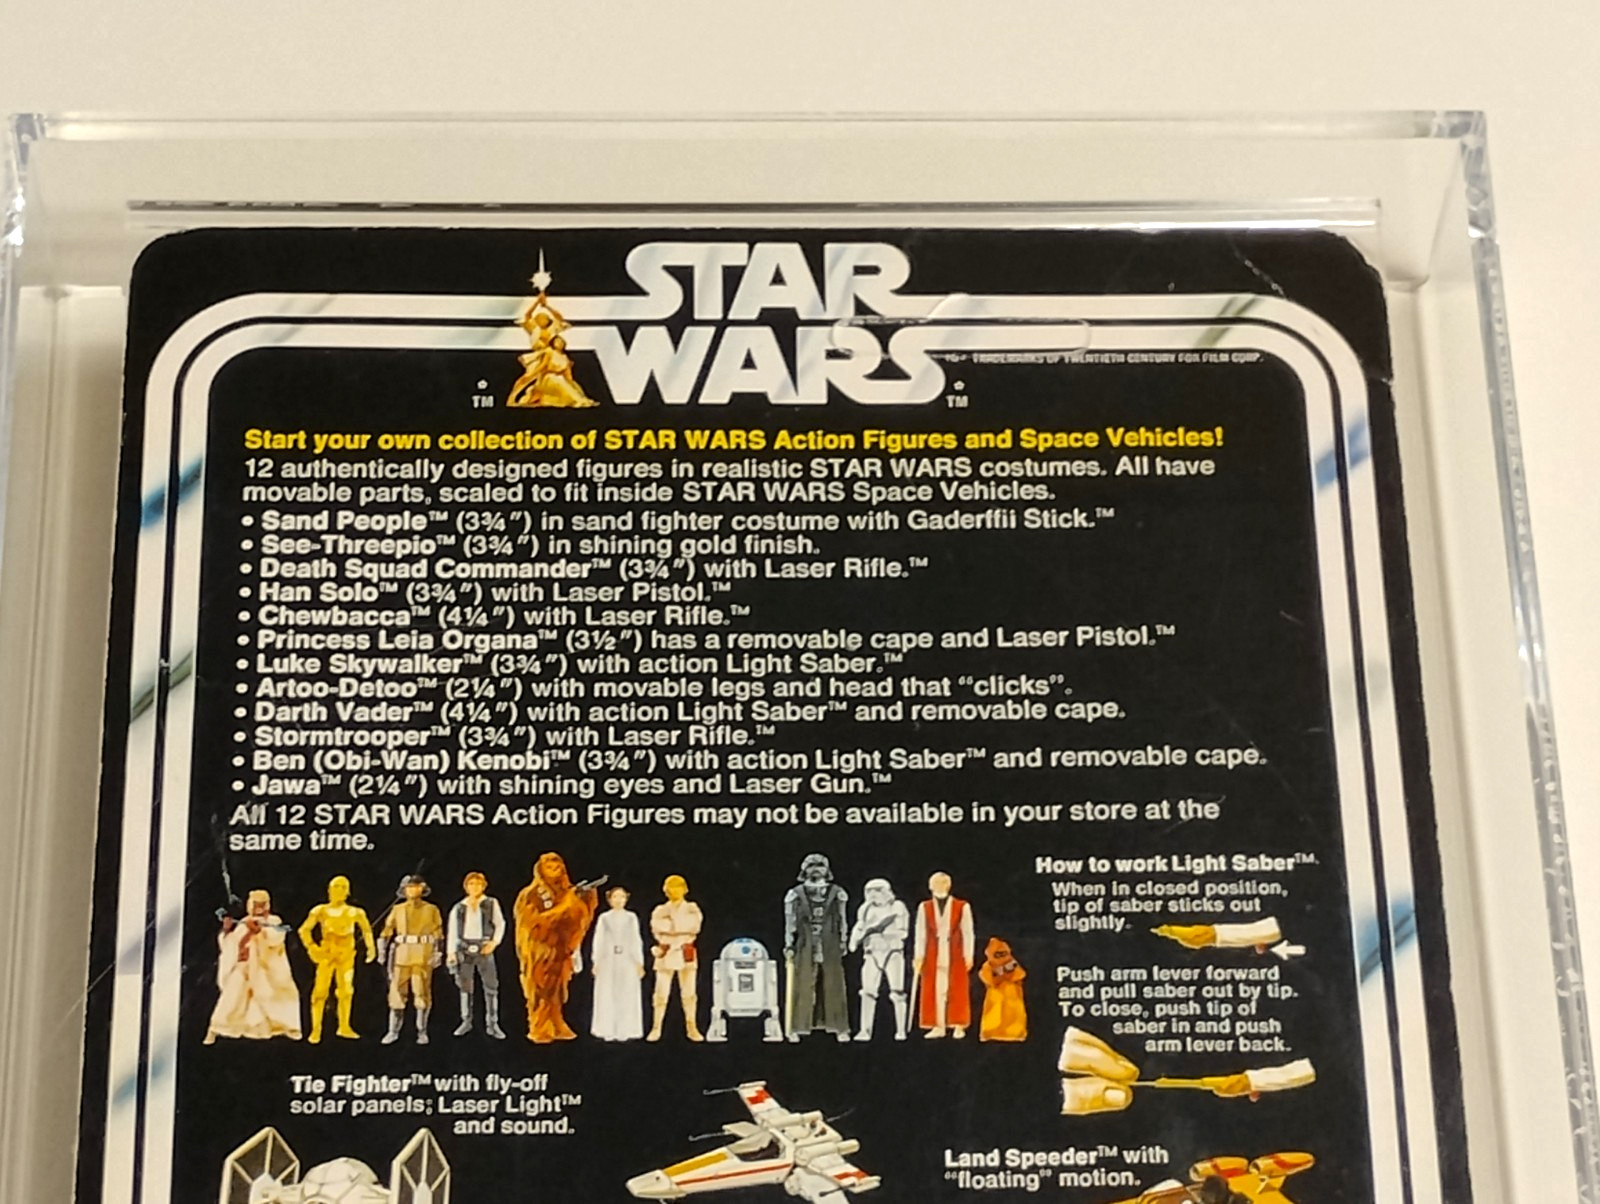 STAR
WARS
TM
TM
TRADEMARKS OF TWENTIETH CENTURY FOX FILM CORP.
Start your own collection of STAR WARS Action Figures and Space Vehicles!
12 authentically designed figures in realistic STAR WARS costumes. All have
movable parts, scaled to fit inside STAR WARS Space Vehicles.
• Sand People™ (3¾") in sand fighter costume with Gaderffii Stick.™
• See-Threepio™ (3¾") in shining gold finish.
• Death Squad Commander™ (3¾") with Laser Rifle.™
• Han Solo™ (3¾") with Laser Pistol.™
• Chewbacca™ (4¼") with Laser Rifle.™
• Princess Leia Organa™ (3½") has a removable cape and Laser Pistol.™
• Luke Skywalker™ (3¾") with action Light Saber.™
• Artoo-Detoo™ (2¼") with movable legs and head that "clicks".
• Darth Vader™ (4¼") with action Light Saber™ and removable cape.
• Stormtrooper™ (3¾") with Laser Rifle.™
• Ben (Obi-Wan) Kenobi™ (3¾") with action Light Saber™ and removable cape.
• Jawa™ (2¼") with shining eyes and Laser Gun.™
All 12 STAR WARS Action Figures may not be available in your store at the
same time.
How to work Light Saber™.
When in closed position,
tip of saber sticks out
slightly.
Push arm lever forward
and pull saber out by tip.
To close, push tip of
saber in and push
arm lever back.
Tie Fighter™ with fly-off
solar panels; Laser Light™
and sound.
Land Speeder™ with
"floating" motion.